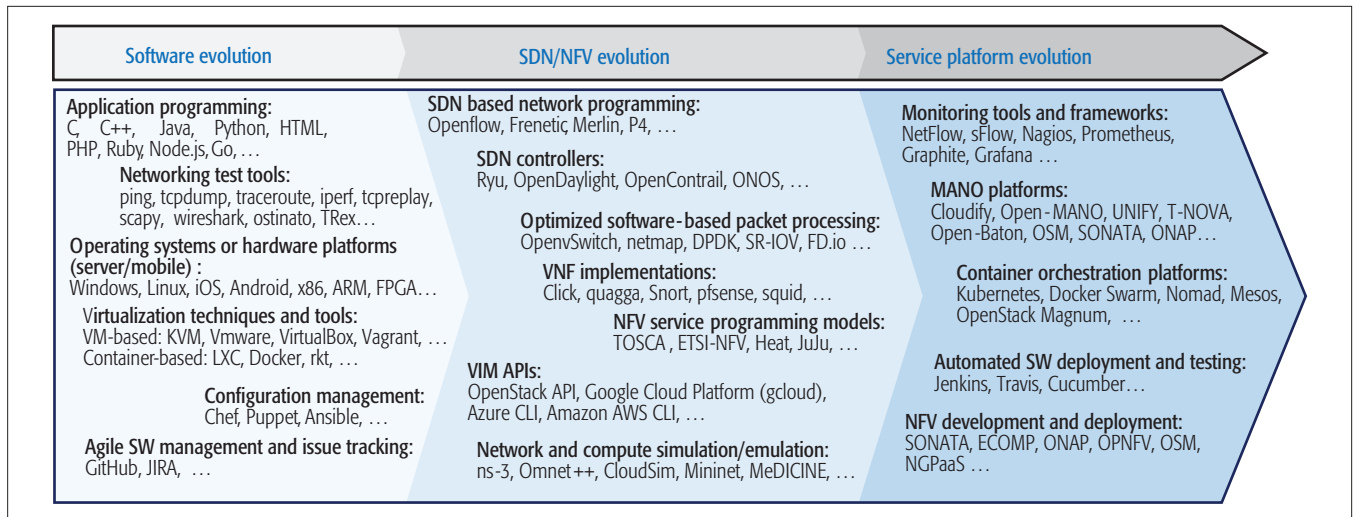 Software evolution
SDN/NFV evolution
Service platform evolution
Application programming:
C, C++, Java, Python, HTML,
PHP, Ruby, Node.js, Go, …
Networking test tools:
ping, tcpdump, traceroute, iperf, tcpreplay,
scapy, wireshark, ostinato, TRex…
Operating systems or hardware platforms
(server/mobile) :
Windows, Linux, iOS, Android, x86, ARM, FPGA…
Virtualization techniques and tools:
VM-based: KVM, Vmware, VirtualBox, Vagrant, …
Container-based: LXC, Docker, rkt, …
Configuration management:
Chef, Puppet, Ansible, …
Agile SW management and issue tracking:
GitHub, JIRA, …
SDN based network programming:
Openflow, Frenetic, Merlin, P4, …
SDN controllers:
Ryu, OpenDaylight, OpenContrail, ONOS, …
Optimized software-based packet processing:
OpenvSwitch, netmap, DPDK, SR-IOV, FD.io …
VNF implementations:
Click, quagga, Snort, pfsense, squid, …
NFV service programming models:
TOSCA , ETSI-NFV, Heat, JuJu, …
VIM APIs:
OpenStack API, Google Cloud Platform (gcloud),
Azure CLI, Amazon AWS CLI, …
Network and compute simulation/emulation:
ns-3, Omnet++, CloudSim, Mininet, MeDICINE, …
Monitoring tools and frameworks:
NetFlow, sFlow, Nagios, Prometheus,
Graphite, Grafana …
MANO platforms:
Cloudify, Open-MANO, UNIFY, T-NOVA,
Open-Baton, OSM, SONATA, ONAP…
Container orchestration platforms:
Kubernetes, Docker Swarm, Nomad, Mesos,
OpenStack Magnum, …
Automated SW deployment and testing:
Jenkins, Travis, Cucumber…
NFV development and deployment:
SONATA, ECOMP, ONAP, OPNFV, OSM,
NGPaaS …